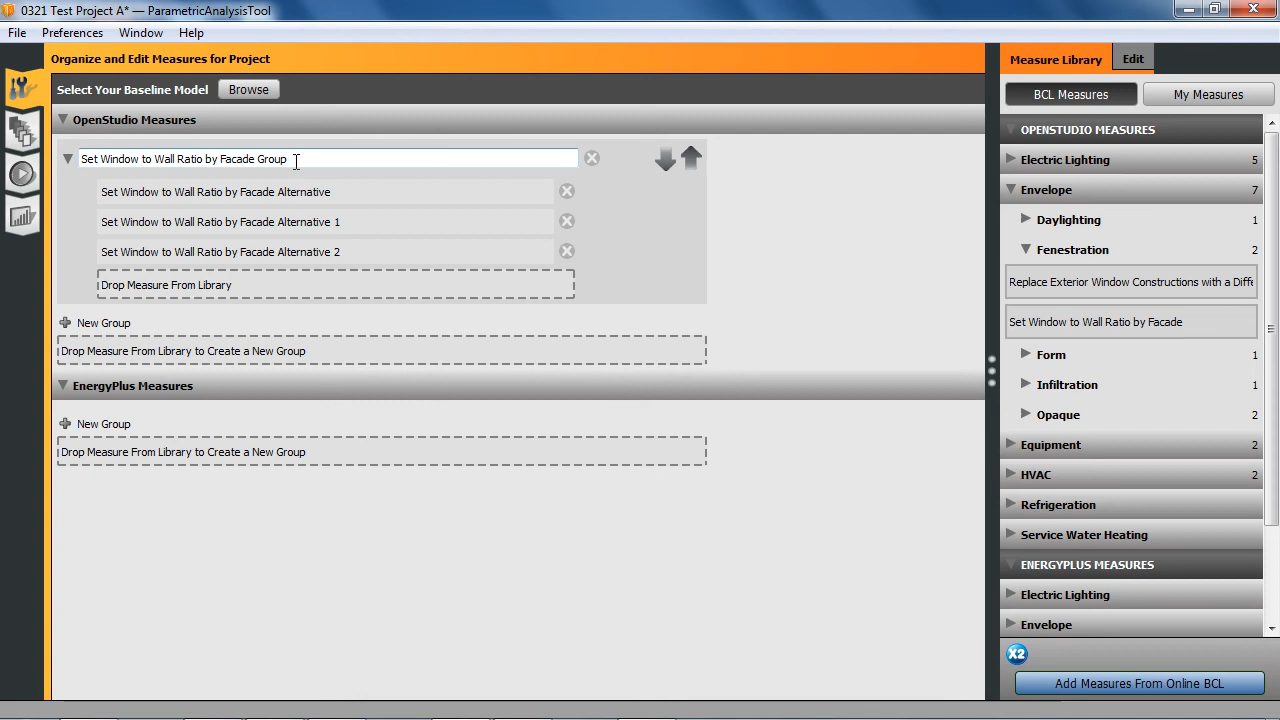 0321 Test Project A* — ParametricAnalysisTool
File Preferences Window Help
Organize and Edit Measures for Project
Select Your Baseline Model Browse
OpenStudio Measures
Set Window to Wall Ratio by Facade Group
Set Window to Wall Ratio by Facade Alternative
Set Window to Wall Ratio by Facade Alternative 1
Set Window to Wall Ratio by Facade Alternative 2
Drop Measure From Library
New Group
Drop Measure From Library to Create a New Group
EnergyPlus Measures
New Group
Drop Measure From Library to Create a New Group
Measure Library Edit
BCL Measures My Measures
OPENSTUDIO MEASURES
Electric Lighting 5
Envelope 7
Daylighting 1
Fenestration 2
Replace Exterior Window Constructions with a Diffe
Set Window to Wall Ratio by Facade
Form 1
Infiltration 1
Opaque 2
Equipment 2
HVAC 2
Refrigeration
Service Water Heating
ENERGYPLUS MEASURES
Electric Lighting
Envelope
X2
Add Measures From Online BCL